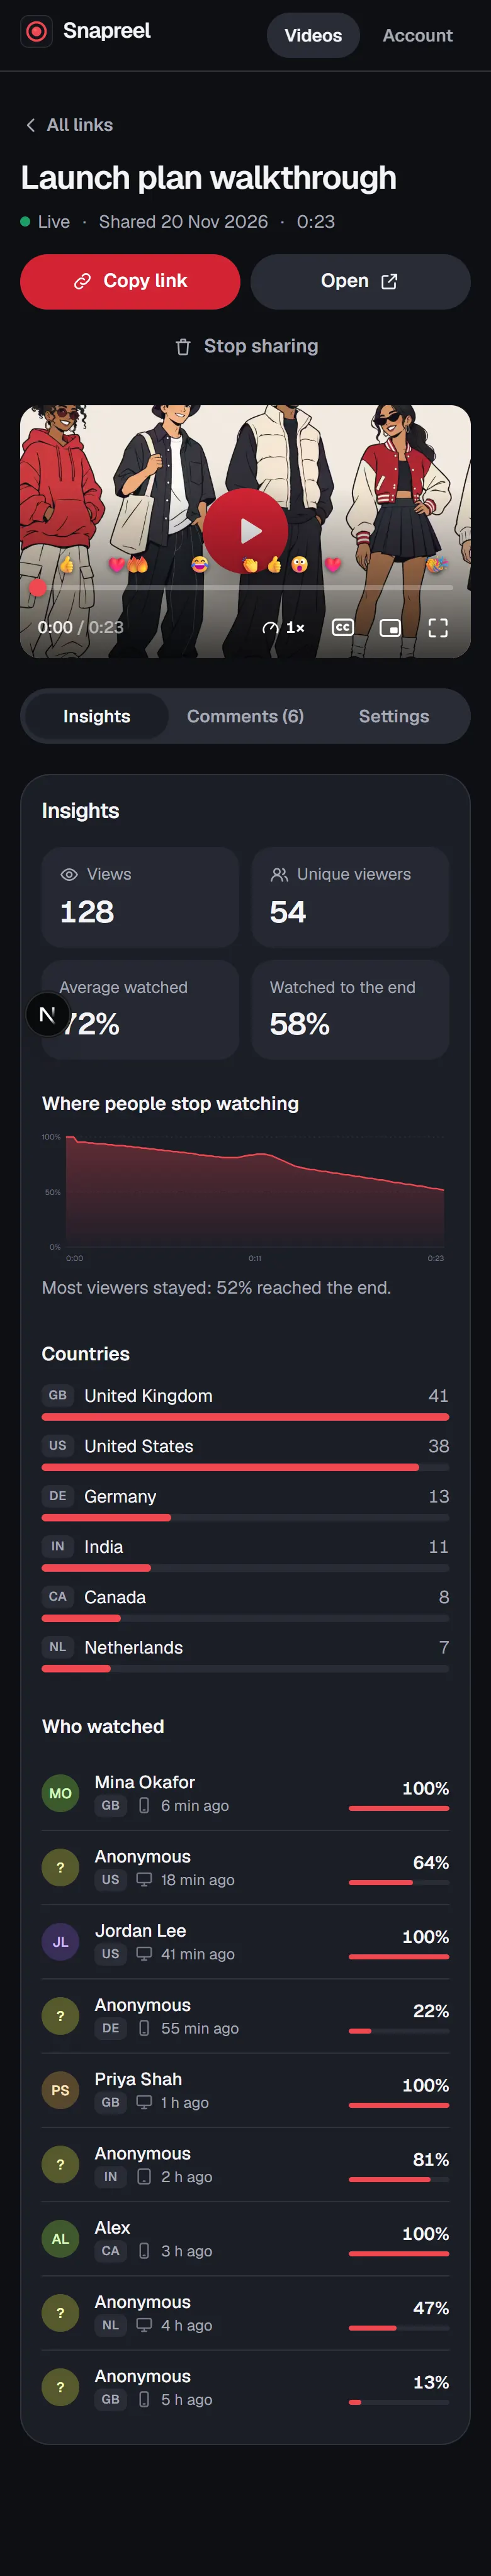 Snapreel
Videos
Account
All links
Launch plan walkthrough
Live · Shared 20 Nov 2026 · 0:23
Copy link
Open
Stop sharing
0:00 / 0:23
1×
CC
Insights
Comments (6)
Settings
Insights
Views
128
Unique viewers
54
Average watched
72%
Watched to the end
58%
N
Where people stop watching
100%
50%
0%
0:00
0:11
0:23
Most viewers stayed: 52% reached the end.
Countries
GB United Kingdom 41
US United States 38
DE Germany 13
IN India 11
CA Canada 8
NL Netherlands 7
Who watched
MO
Mina Okafor
GB 6 min ago
100%
?
Anonymous
US 18 min ago
64%
JL
Jordan Lee
US 41 min ago
100%
?
Anonymous
DE 55 min ago
22%
PS
Priya Shah
GB 1 h ago
100%
?
Anonymous
IN 2 h ago
81%
AL
Alex
CA 3 h ago
100%
?
Anonymous
NL 4 h ago
47%
?
Anonymous
GB 5 h ago
13%